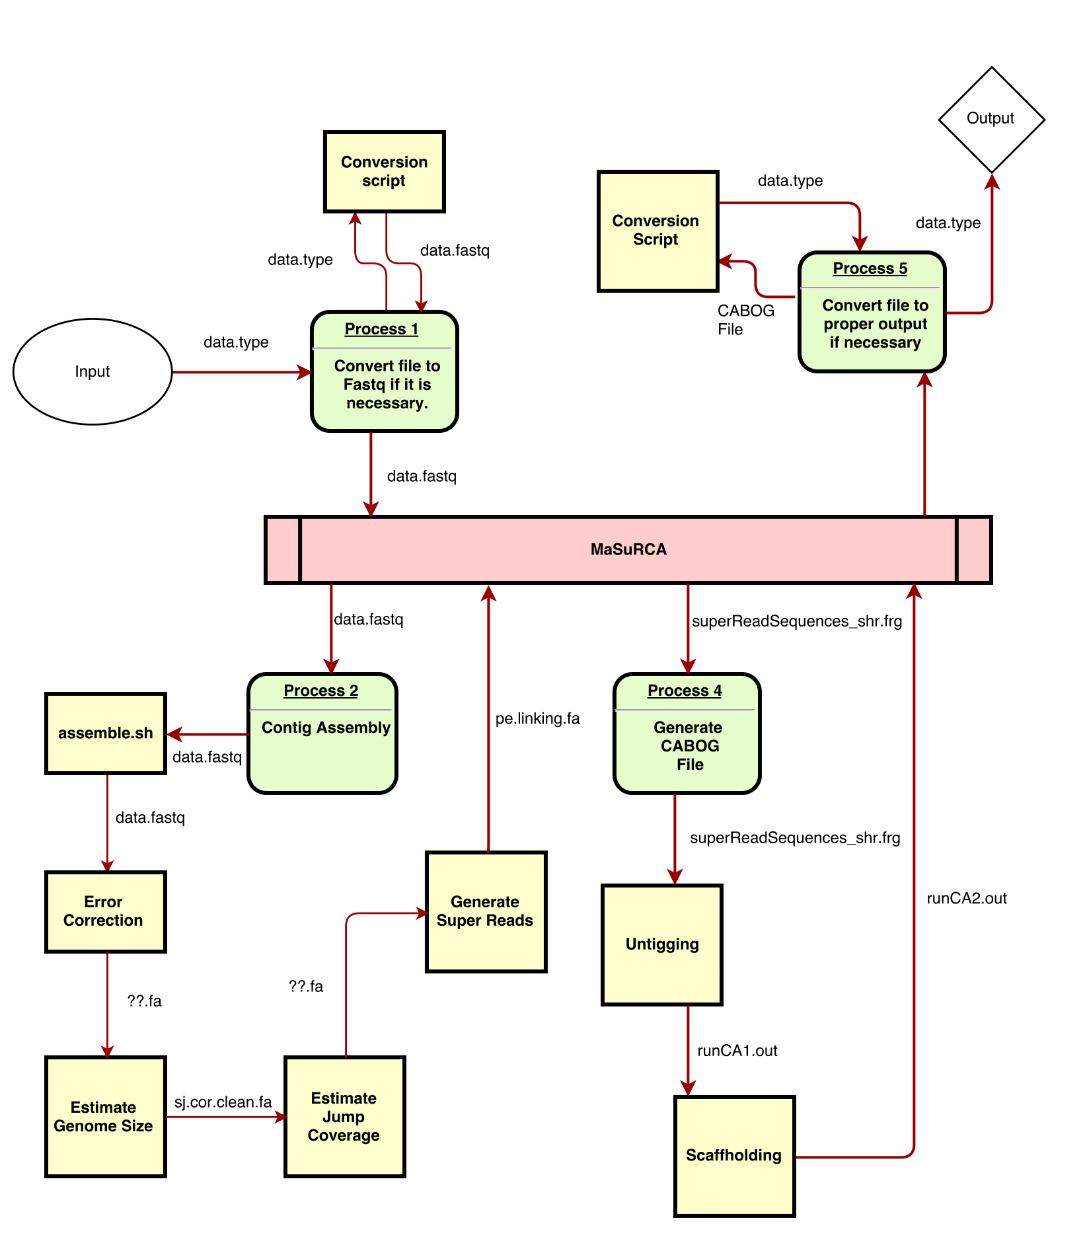 Output
Conversion
script
data.type
Conversion
Script
data.type
data.fastq
data.type
Process 5
Convert file to
proper output
if necessary
CABOG
File
data.type
Input
data.type
Process 1
Convert file to
Fastq if it is
necessary.
data.fastq
MaSuRCA
data.fastq
superReadSequences_shr.frg
Process 2
Contig Assembly
Process 4
Generate
CABOG
File
assemble.sh
data.fastq
pe.linking.fa
data.fastq
superReadSequences_shr.frg
Error
Correction
Generate
Super Reads
Untigging
runCA2.out
??.fa
??.fa
runCA1.out
Estimate
Genome Size
sj.cor.clean.fa
Estimate
Jump
Coverage
Scaffholding